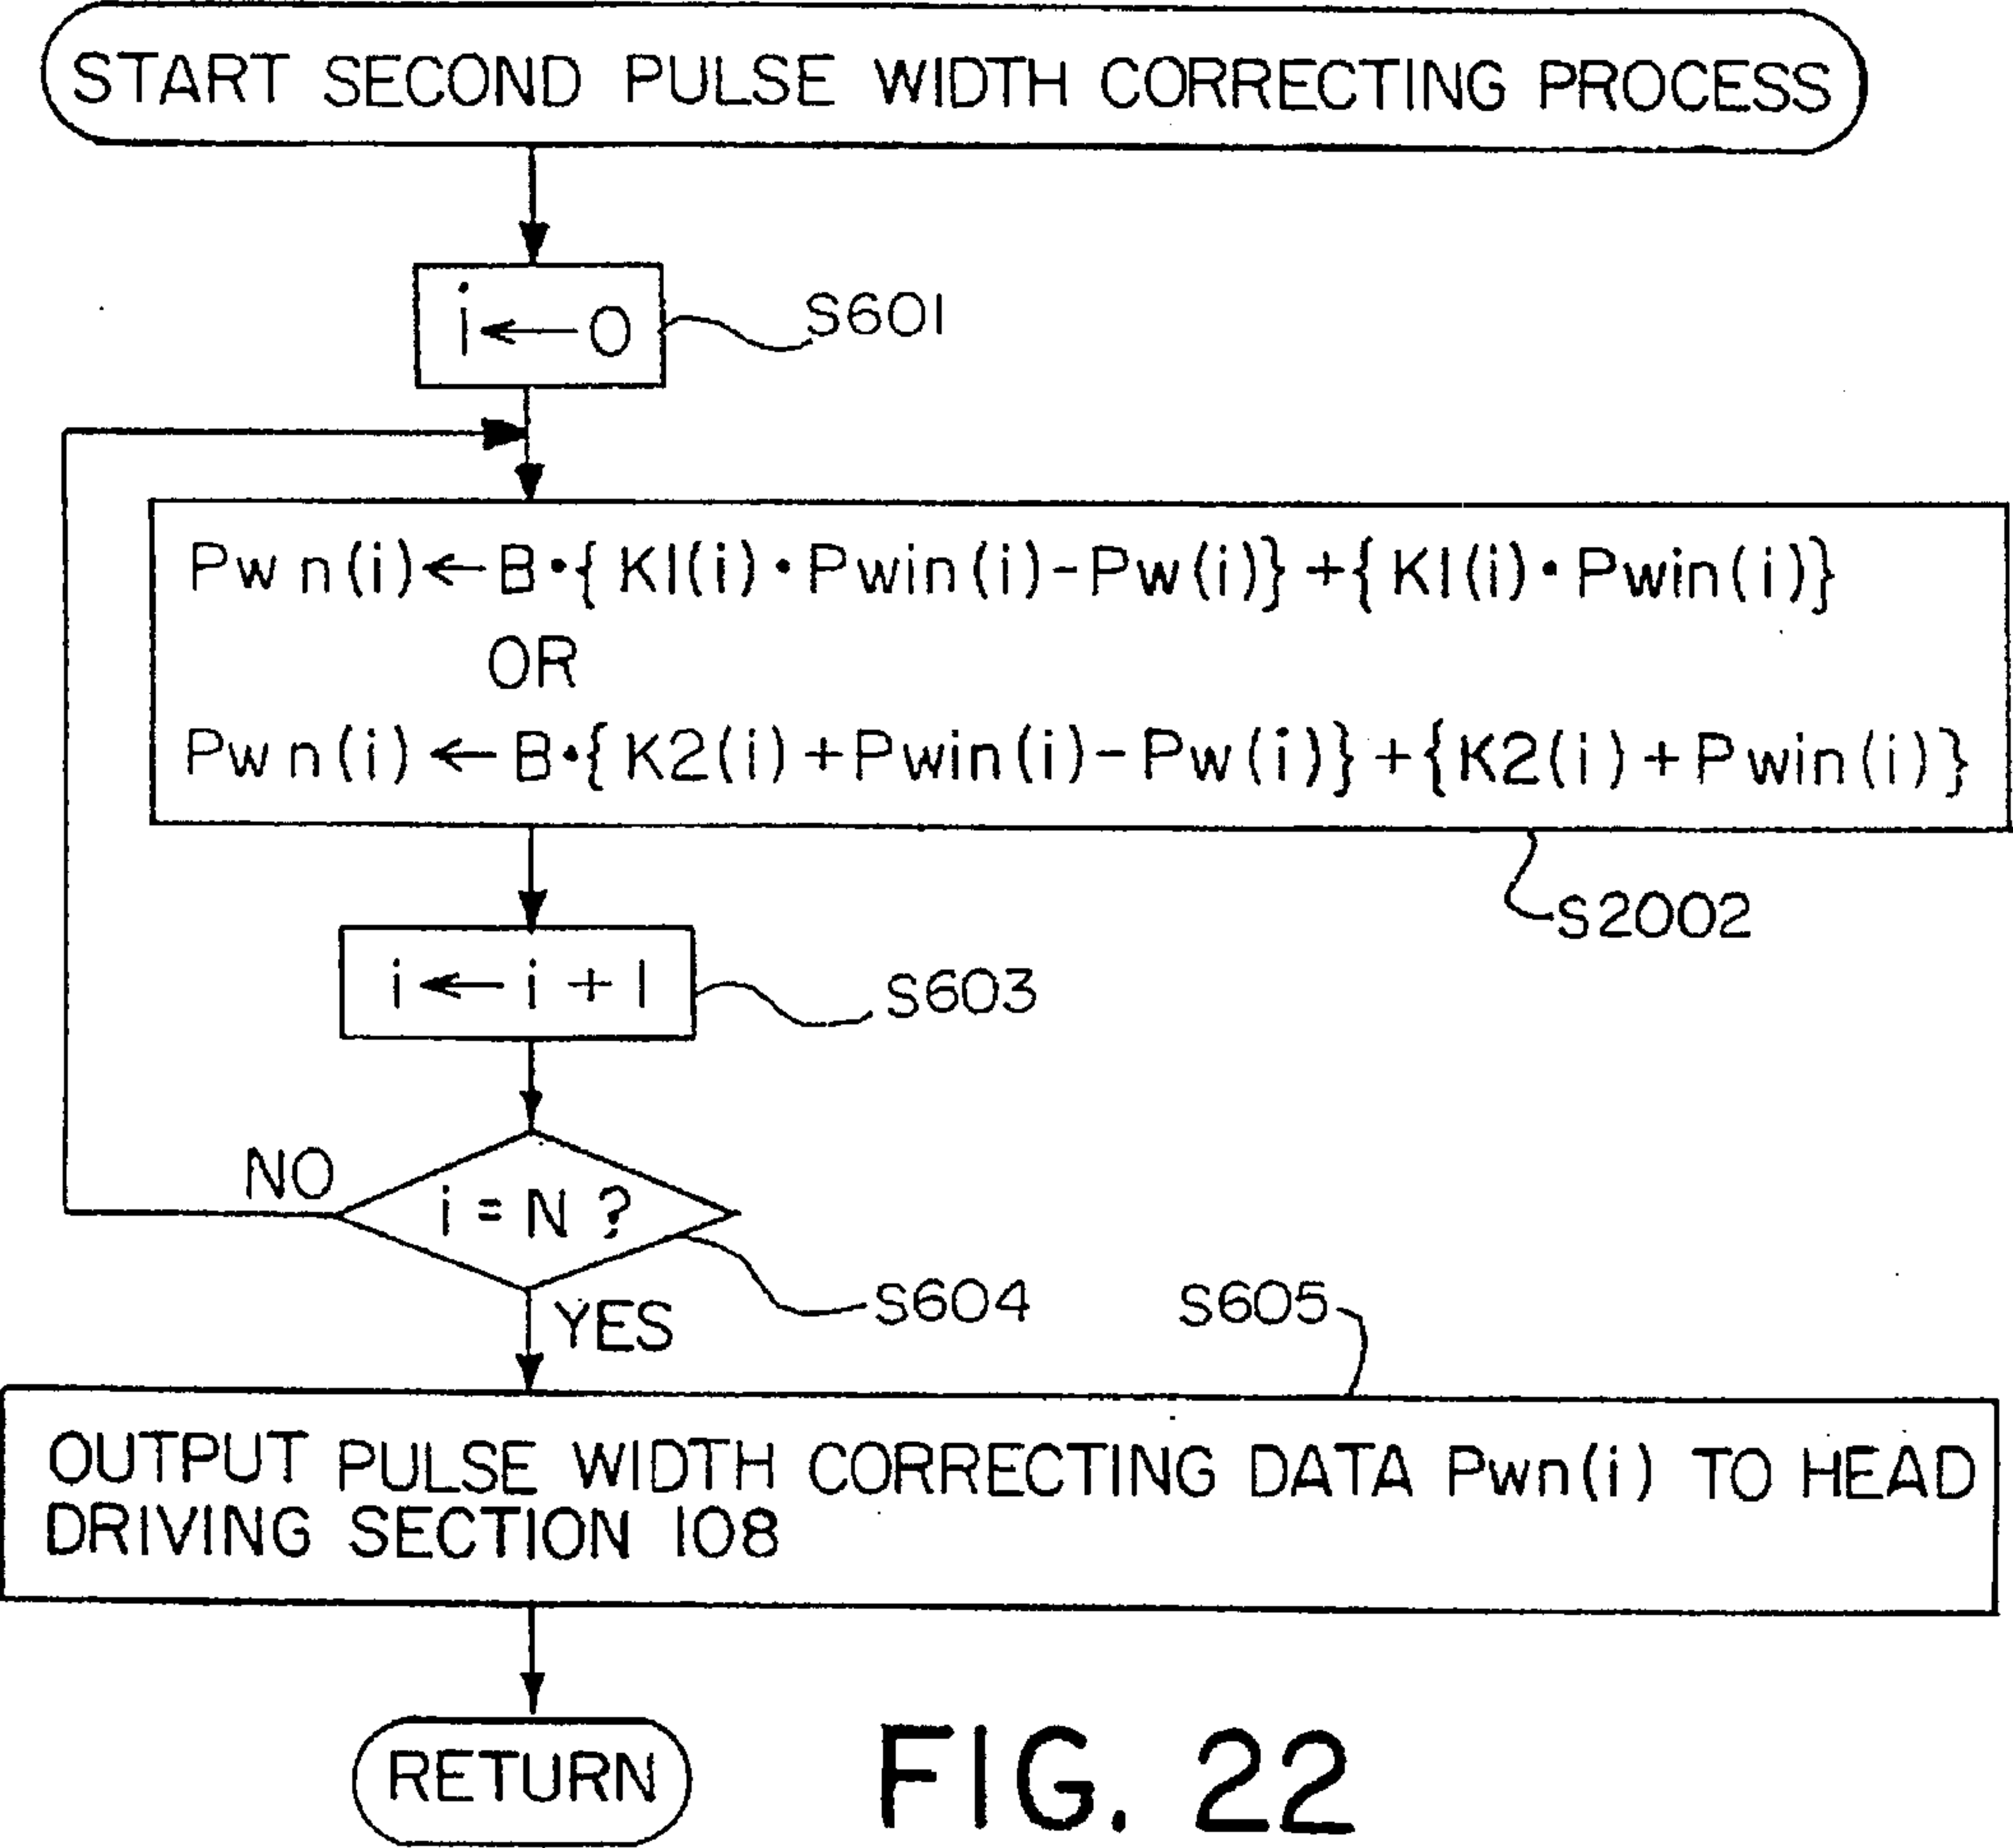 START SECOND PULSE WIDTH CORRECTING PROCESS
i ← 0
S601
Pwn(i) ← B•{K1(i)•Pwin(i)-Pw(i)}+{K1(i)•Pwin(i)}
OR
Pwn(i) ← B•{K2(i)+Pwin(i)-Pw(i)}+{K2(i)+Pwin(i)}
S2002
i ← i + 1
S603
NO
i = N ?
S604
YES
S605
OUTPUT PULSE WIDTH CORRECTING DATA Pwn(i) TO HEAD
DRIVING SECTION 108
RETURN
FIG. 22